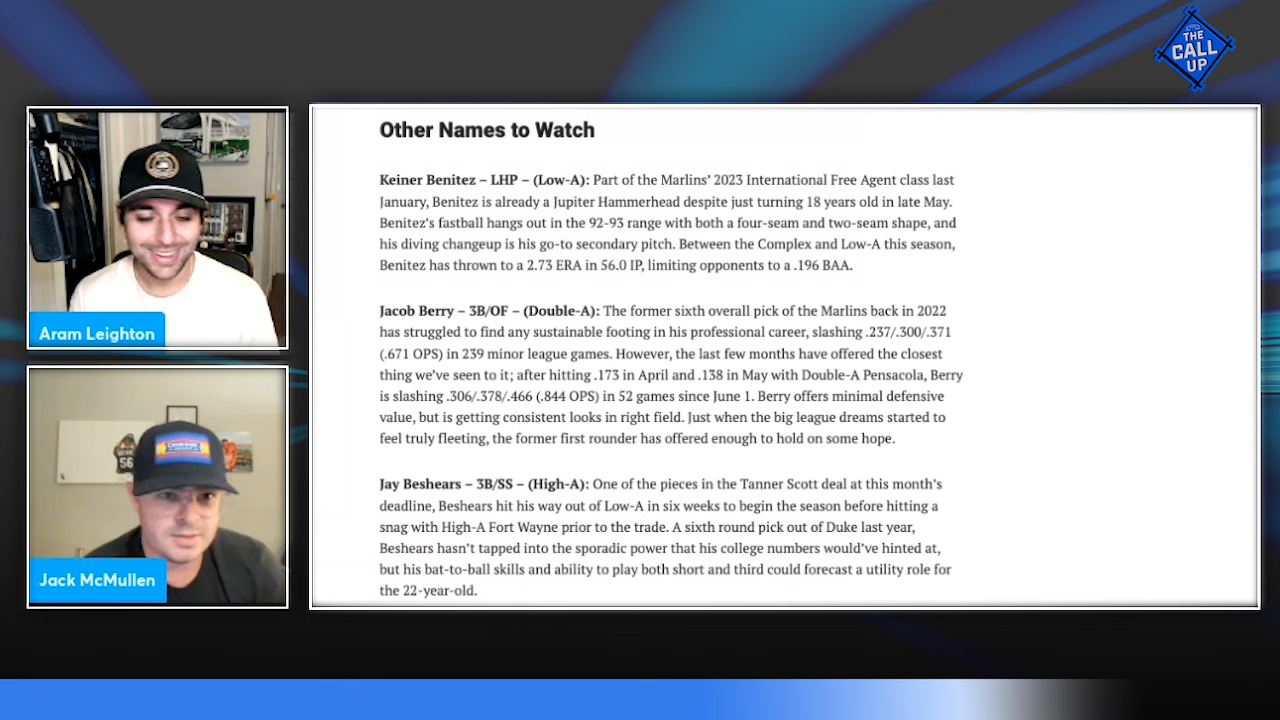 THE
CALL
UP
Other Names to Watch
Keiner Benitez – LHP – (Low-A): Part of the Marlins’ 2023 International Free Agent class last
January, Benitez is already a Jupiter Hammerhead despite just turning 18 years old in late May.
Benitez’s fastball hangs out in the 92-93 range with both a four-seam and two-seam shape, and
his diving changeup is his go-to secondary pitch. Between the Complex and Low-A this season,
Benitez has thrown to a 2.73 ERA in 56.0 IP, limiting opponents to a .196 BAA.
Jacob Berry – 3B/OF – (Double-A): The former sixth overall pick of the Marlins back in 2022
has struggled to find any sustainable footing in his professional career, slashing .237/.300/.371
(.671 OPS) in 239 minor league games. However, the last few months have offered the closest
thing we’ve seen to it; after hitting .173 in April and .138 in May with Double-A Pensacola, Berry
is slashing .306/.378/.466 (.844 OPS) in 52 games since June 1. Berry offers minimal defensive
value, but is getting consistent looks in right field. Just when the big league dreams started to
feel truly fleeting, the former first rounder has offered enough to hold on some hope.
Jay Beshears – 3B/SS – (High-A): One of the pieces in the Tanner Scott deal at this month’s
deadline, Beshears hit his way out of Low-A in six weeks to begin the season before hitting a
snag with High-A Fort Wayne prior to the trade. A sixth round pick out of Duke last year,
Beshears hasn’t tapped into the sporadic power that his college numbers would’ve hinted at,
but his bat-to-ball skills and ability to play both short and third could forecast a utility role for
the 22-year-old.
Aram Leighton
56
Jack McMullen